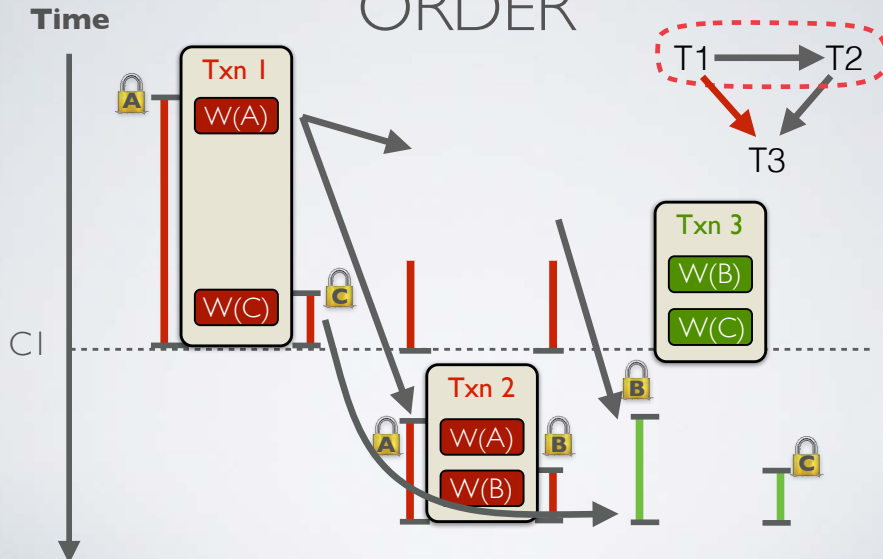 ORDER
Time
T1
T2
T3
Txn 1
A
W(A)
W(C)
C
Txn 3
W(B)
W(C)
C1
Txn 2
A
W(A)
W(B)
B
B
C